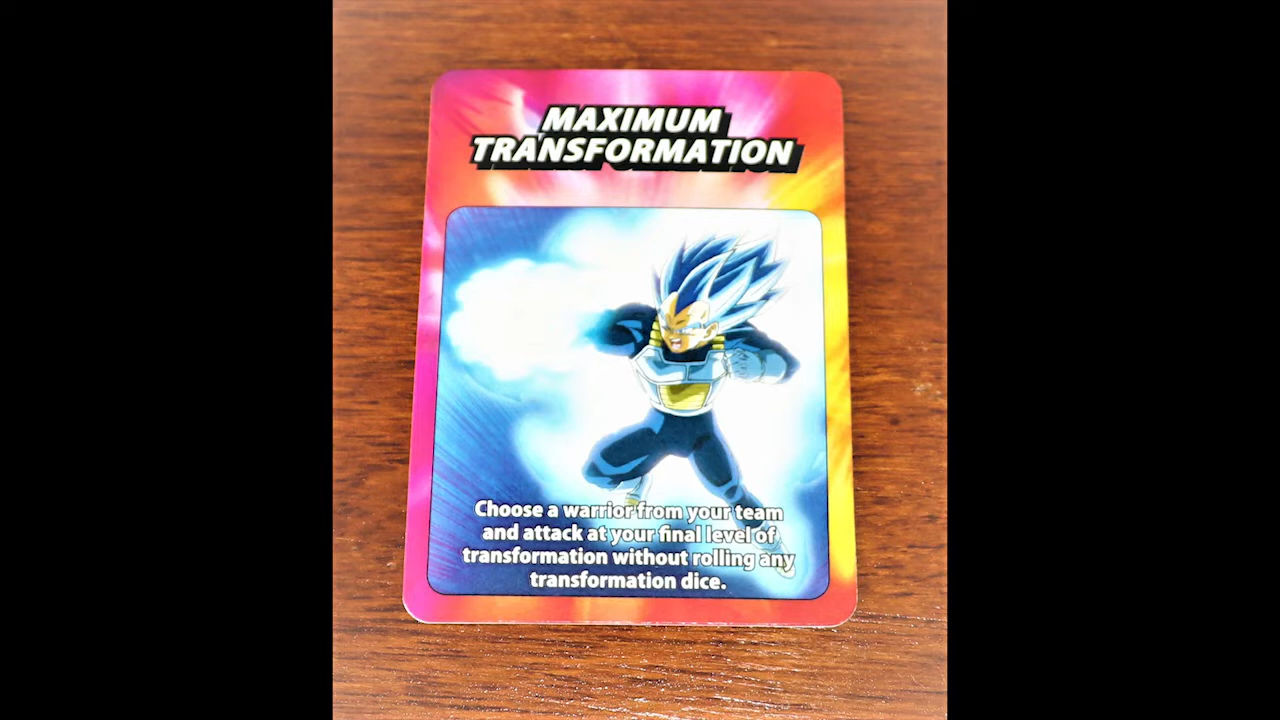 MAXIMUM
TRANSFORMATION
Choose a warrior from your team
and attack at your final level of
transformation without rolling any
transformation dice.